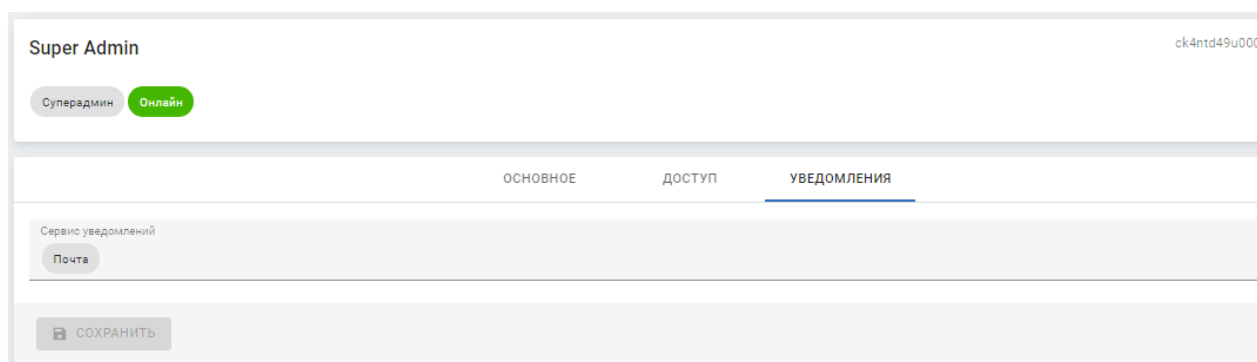 Super Admin
ck4ntd49u000
Суперадмин Онлайн
ОСНОВНОЕ ДОСТУП УВЕДОМЛЕНИЯ
Сервис уведомлений
Почта
СОХРАНИТЬ